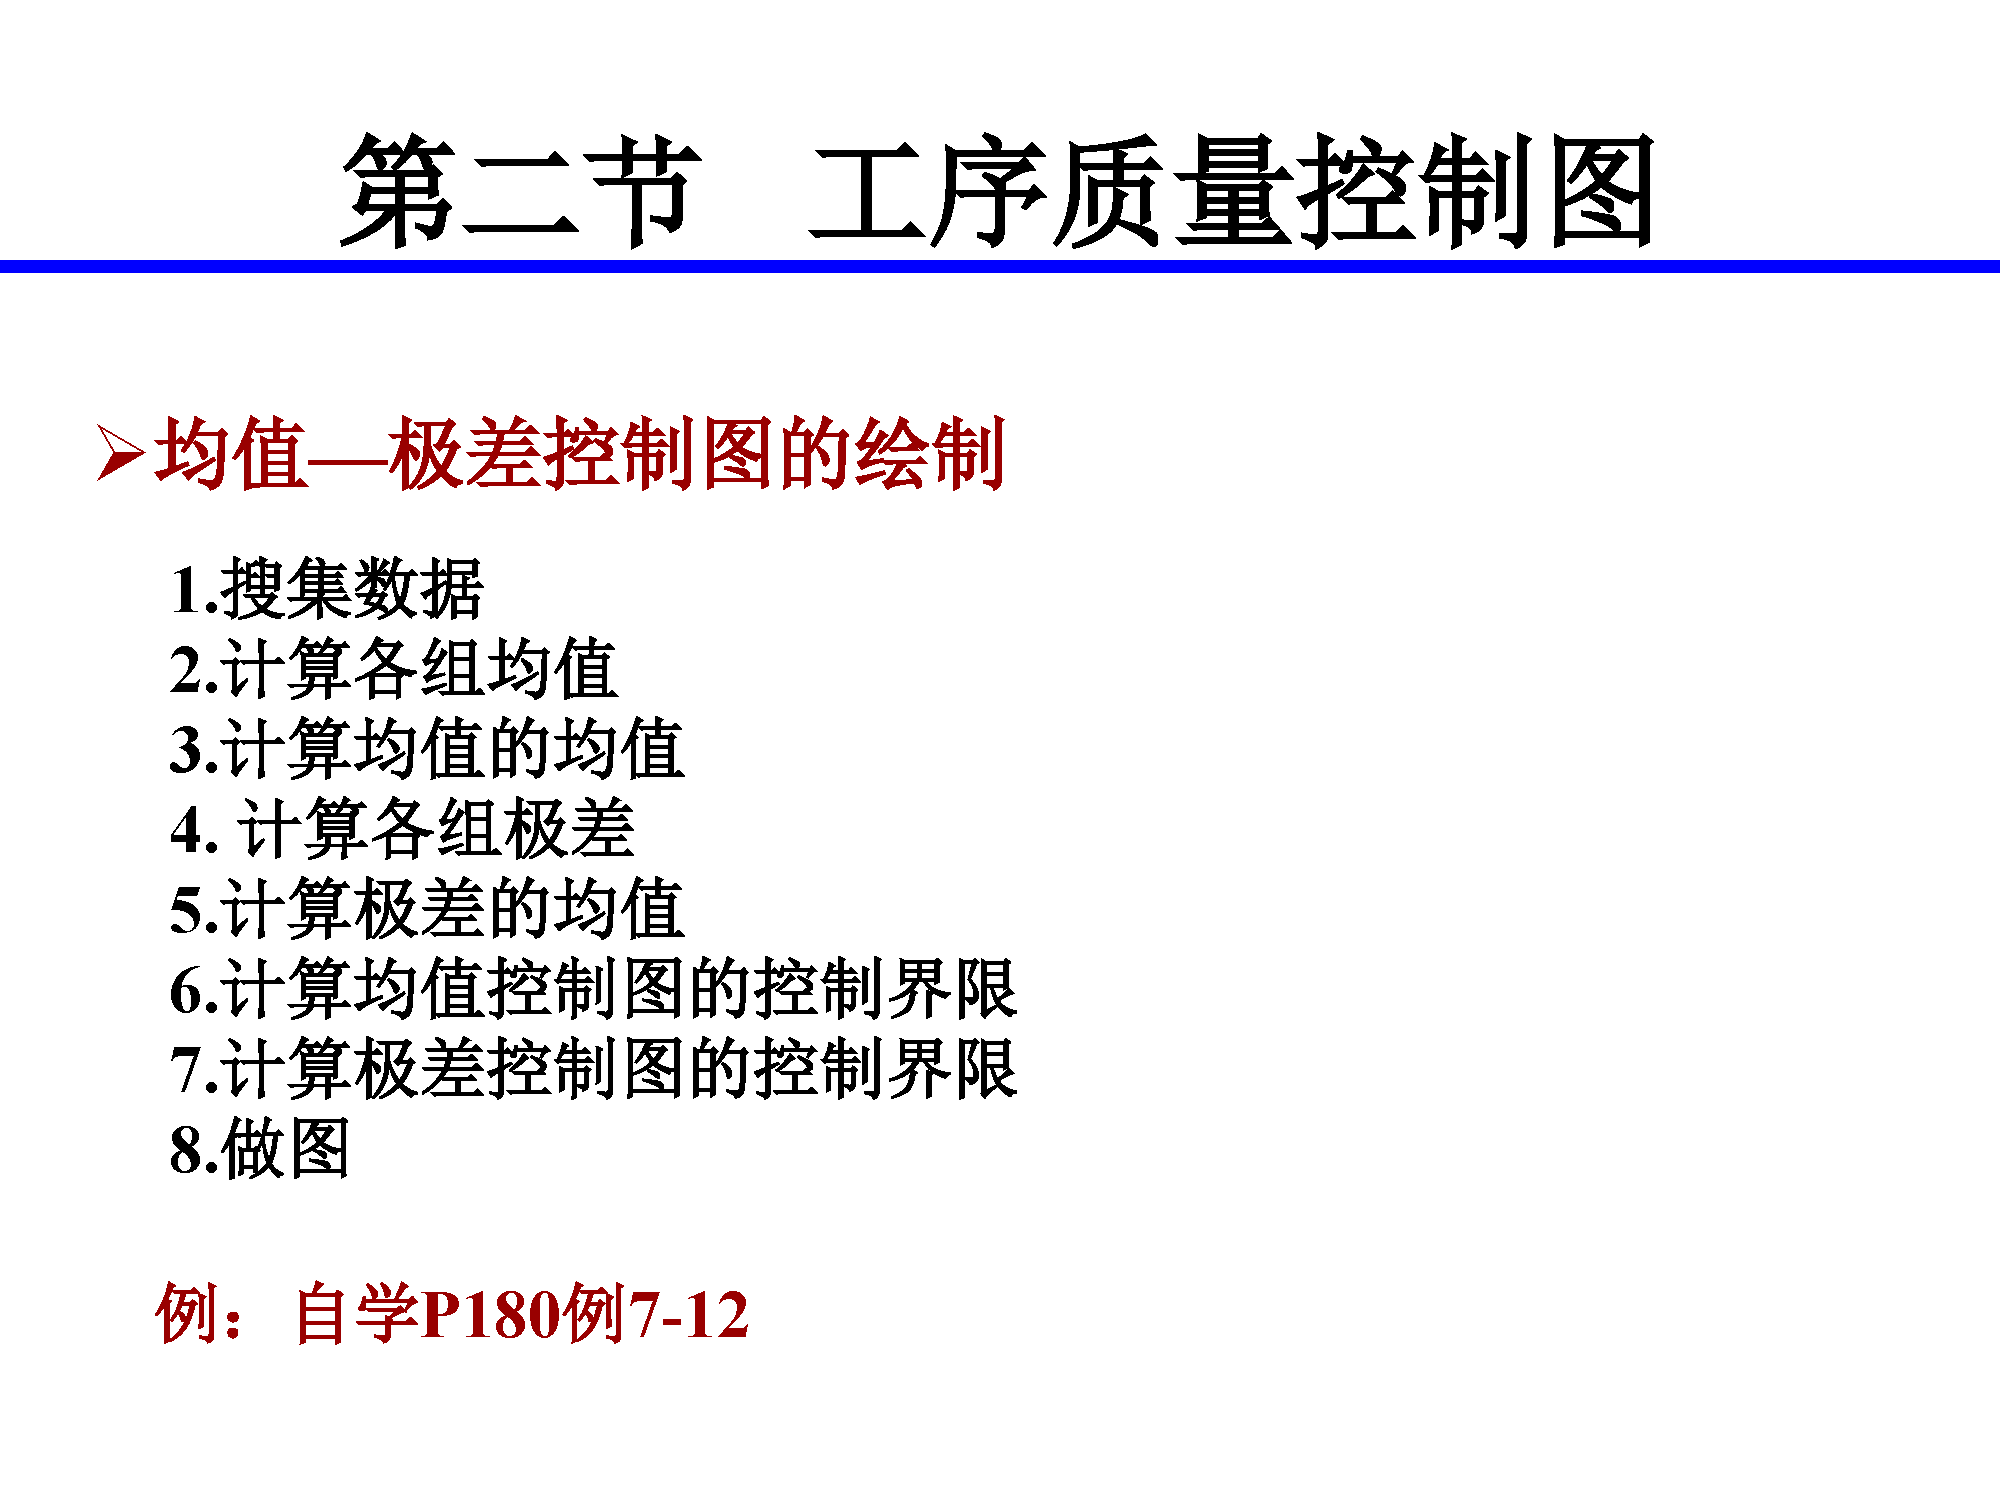 第二节 工序质量控制图
均值—极差控制图的绘制
1.搜集数据
2.计算各组均值
3.计算均值的均值
4. 计算各组极差
5.计算极差的均值
6.计算均值控制图的控制界限
7.计算极差控制图的控制界限
8.做图
例：自学P180例7-12